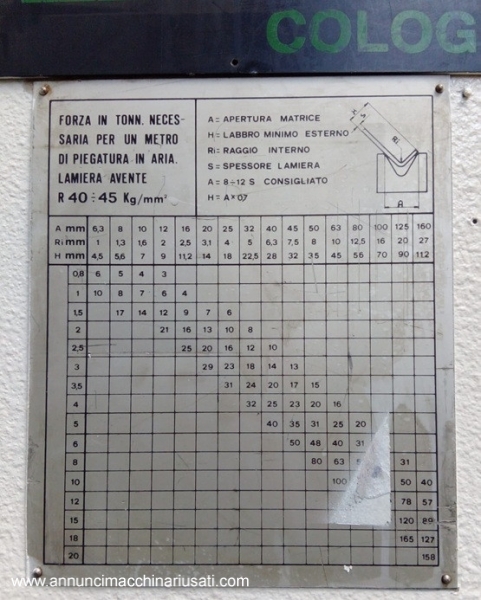 COLOG
FORZA IN TONN. NECES-
SARIA PER UN METRO
DI PIEGATURA IN ARIA.
LAMIERA AVENTE
R 40÷45 Kg/mm²
A = APERTURA MATRICE
H = LABBRO MINIMO ESTERNO
Ri = RAGGIO INTERNO
S = SPESSORE LAMIERA
A = 8÷12 S CONSIGLIATO
H = A×0,7
H S
Ri
A
A mm 6,3 8 10 12 16 20 25 32 40 45 50 63 80 100 125 160
Ri mm 1 1,3 1,6 2 2,5 3,1 4 5 6,3 7,5 8 10 12,5 16 20 27
H mm 4,5 5,6 7 9 11,2 14 18 22,5 28 32 35 45 56 70 90 112
0,8 6 5 4 3
1 10 8 7 6 4
1,5 17 14 12 9 7 6
2 21 16 13 10 8
2,5 25 20 16 12 10
3 29 23 18 14 13
3,5 31 24 20 17 15
4 32 25 23 20 16
5 40 35 31 25 20
6 50 48 40 31
8 80 63 31
10 100 50 40
12 78 57
15 120 89
18 165 127
20 158
www.annuncimacchinariusati.com